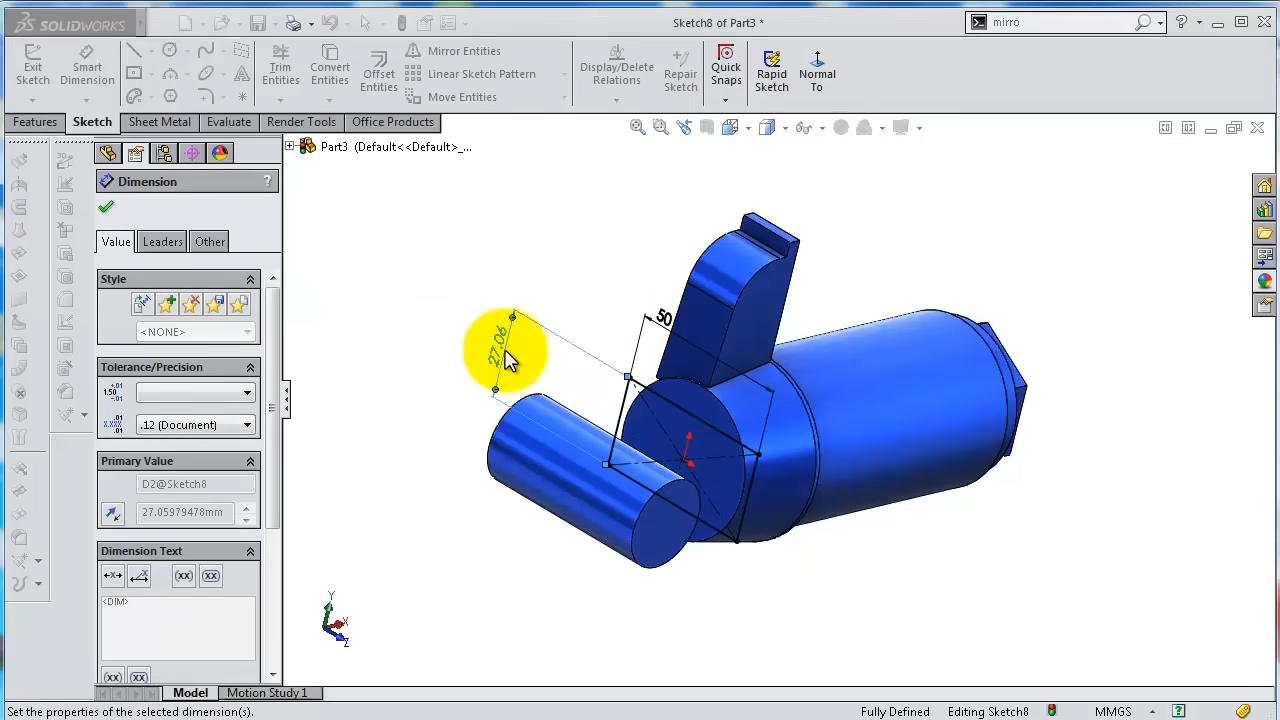 SOLIDWORKS
Sketch8 of Part3 *
mirro
Exit Sketch
Smart Dimension
Trim Entities
Convert Entities
Offset Entities
Mirror Entities
Linear Sketch Pattern
Move Entities
Display/Delete Relations
Repair Sketch
Quick Snaps
Rapid Sketch
Normal To
Features
Sketch
Sheet Metal
Evaluate
Render Tools
Office Products
Part3 (Default<<Default>_...
Dimension
?
Value
Leaders
Other
Style
<NONE>
Tolerance/Precision
.12 (Document)
Primary Value
D2@Sketch8
27.05979478mm
Dimension Text
(xx)
(xx)
<DIM>
(xx)
(xx)
50
27.06
Y
X
Z
Model
Motion Study 1
Set the properties of the selected dimension(s).
Fully Defined
Editing Sketch8
MMGS